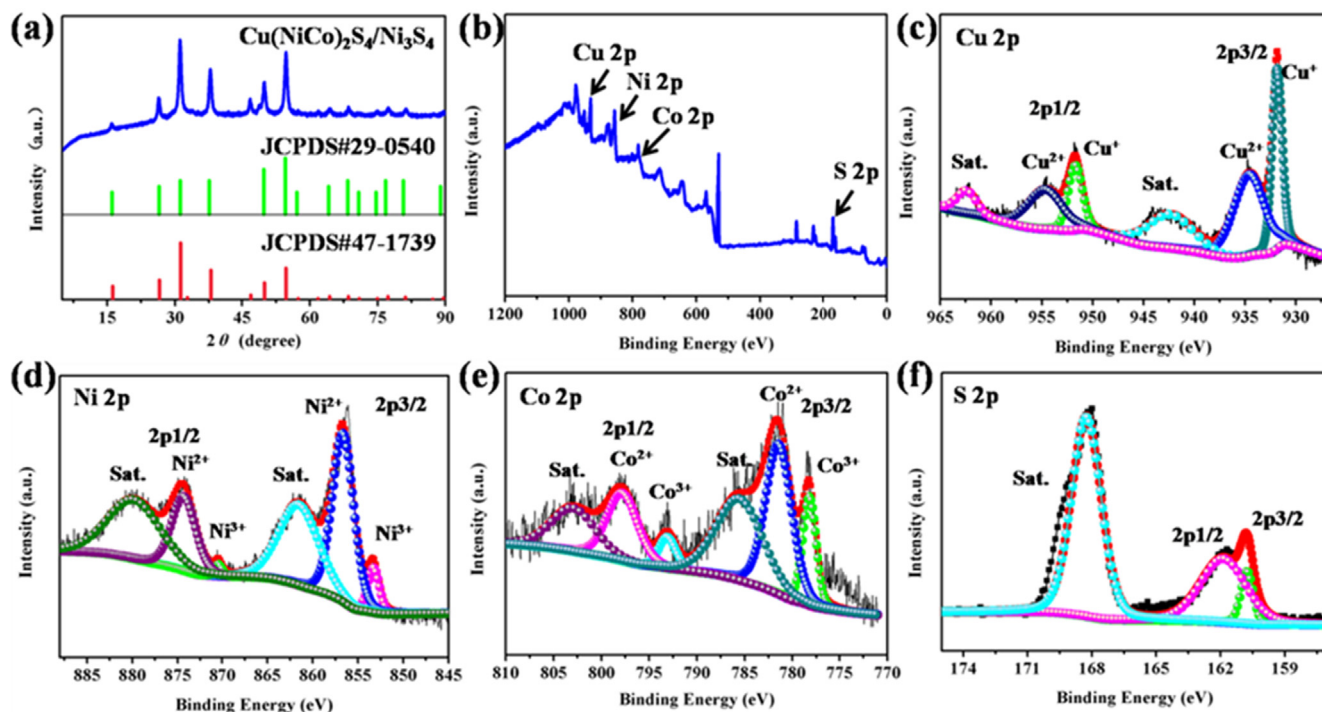 (a)
Cu(NiCo)₂S₄/Ni₃S₄
JCPDS#29-0540
JCPDS#47-1739
Intensity (a.u.)
15 30 45 60 75 90
2θ (degree)
(b)
Cu 2p
Ni 2p
Co 2p
S 2p
Intensity (a.u.)
1200 1000 800 600 400 200 0
Binding Energy (eV)
(c)
Cu 2p
2p3/2
Cu⁺
2p1/2
Cu²⁺
Cu⁺
Cu²⁺
Sat.
Sat.
Intensity (a.u.)
965 960 955 950 945 940 935 930
Binding Energy (eV)
(d)
Ni 2p
Ni²⁺
2p3/2
2p1/2
Sat.
Ni²⁺
Sat.
Ni³⁺
Ni³⁺
Intensity (a.u.)
885 880 875 870 865 860 855 850 845
Binding Energy (eV)
(e)
Co 2p
Co²⁺
2p3/2
2p1/2
Sat.
Co²⁺
Sat.
Co³⁺
Co³⁺
Intensity (a.u.)
810 805 800 795 790 785 780 775 770
Binding Energy (eV)
(f)
S 2p
Sat.
2p3/2
2p1/2
Intensity (a.u.)
175 171 168 165 162 159
Binding Energy (eV)